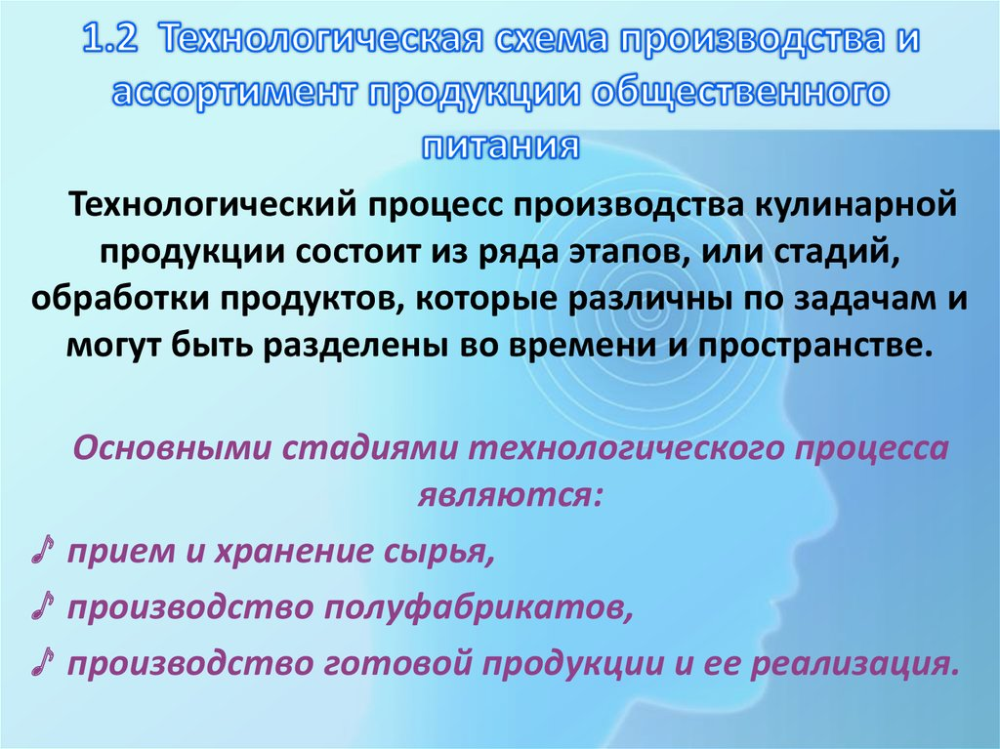 1.2 Технологическая схема производства и
ассортимент продукции общественного
питания
Технологический процесс производства кулинарной
продукции состоит из ряда этапов, или стадий,
обработки продуктов, которые различны по задачам и
могут быть разделены во времени и пространстве.
Основными стадиями технологического процесса
являются:
♪ прием и хранение сырья,
♪ производство полуфабрикатов,
♪ производство готовой продукции и ее реализация.